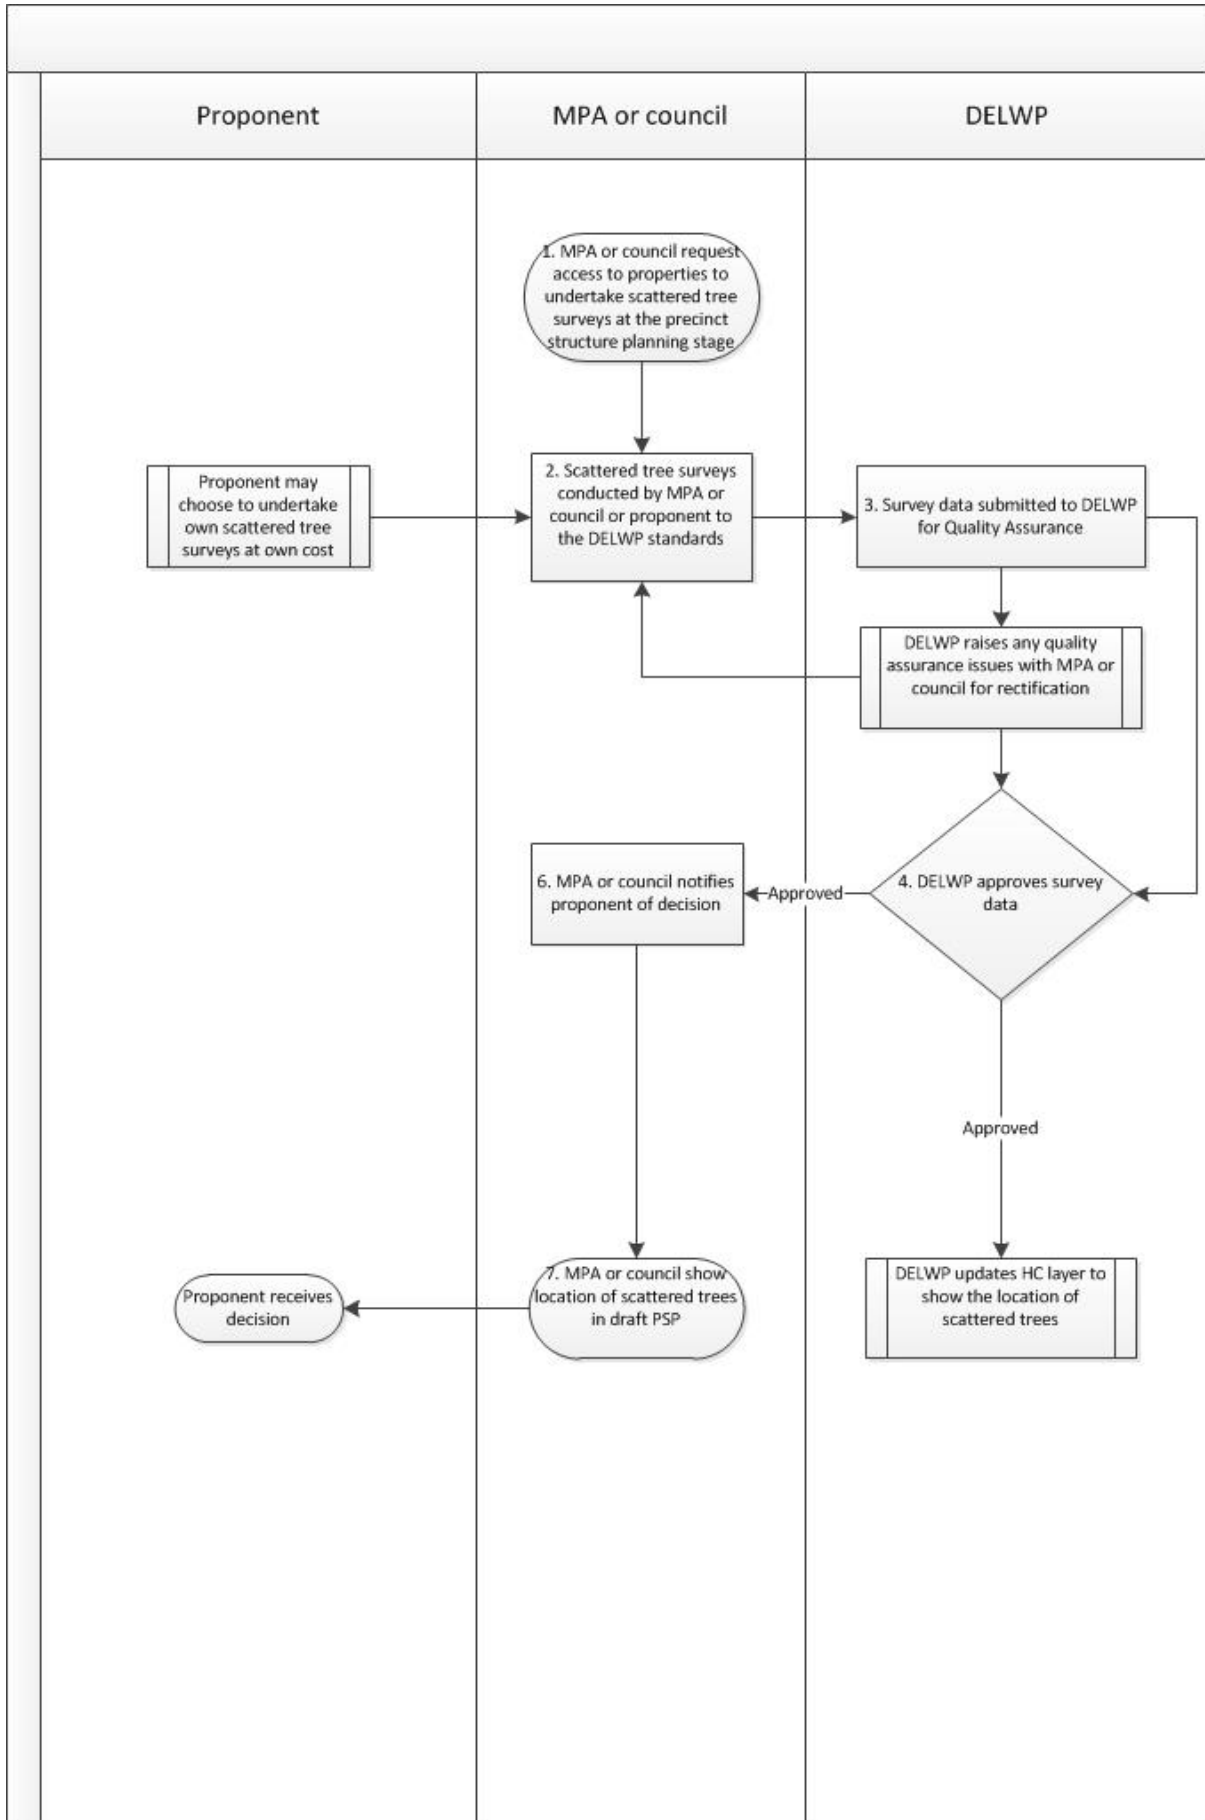 Proponent
MPA or council
DELWP
1. MPA or council request
access to properties to
undertake scattered tree
surveys at the precinct
structure planning stage
Proponent may
choose to undertake
own scattered tree
surveys at own cost
2. Scattered tree surveys
conducted by MPA or
council or proponent to
the DELWP standards
3. Survey data submitted to DELWP
for Quality Assurance
DELWP raises any quality
assurance issues with MPA or
council for rectification
6. MPA or council notifies
proponent of decision
Approved
4. DELWP approves survey
data
Approved
Proponent receives
decision
7. MPA or council show
location of scattered trees
in draft PSP
DELWP updates HC layer to
show the location of
scattered trees